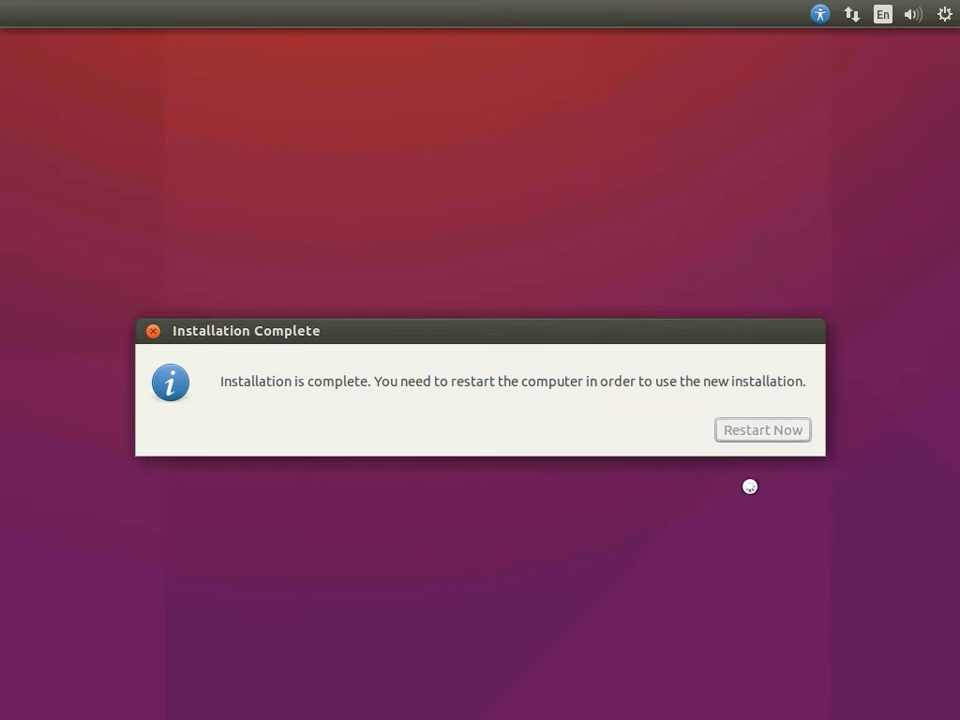 En
Installation Complete
Installation is complete. You need to restart the computer in order to use the new installation.
Restart Now